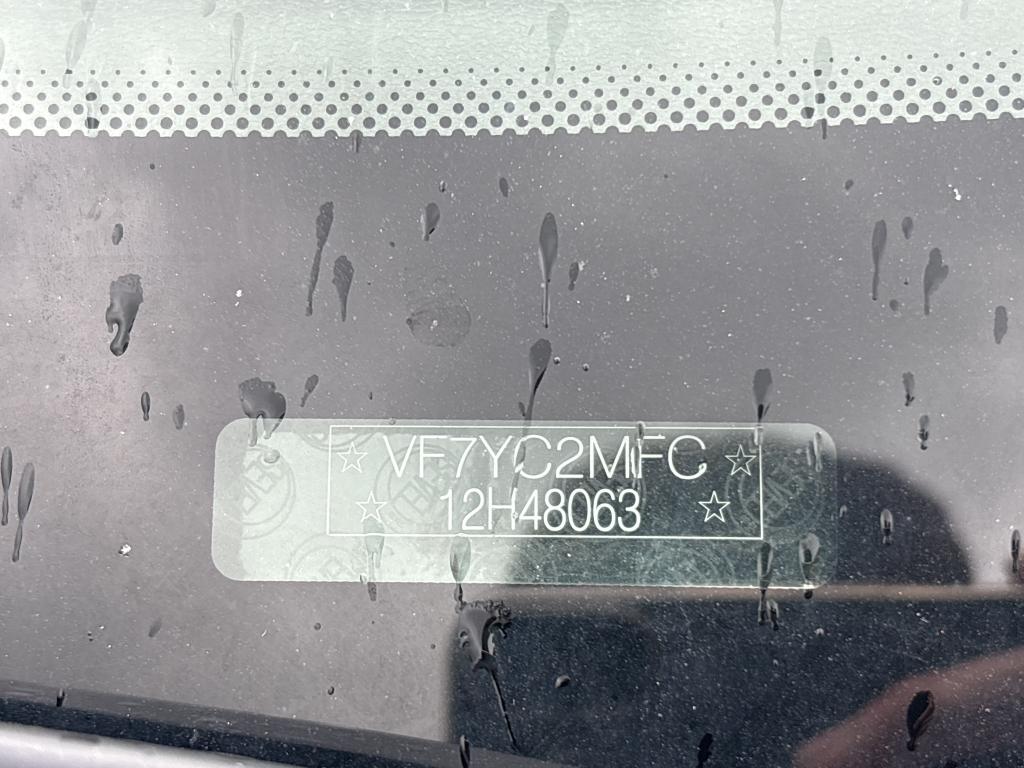 ☆ VF7YC2MFC ☆
☆ 12H48063 ☆